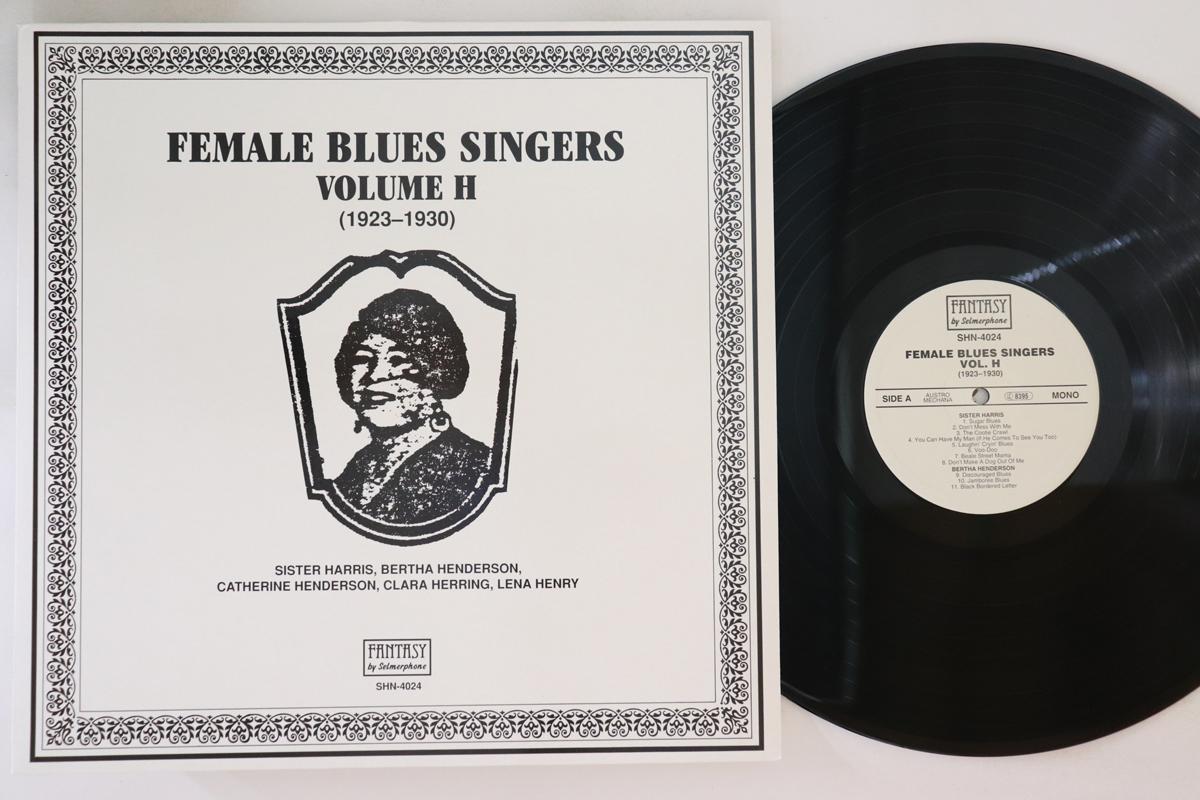 FEMALE BLUES SINGERS
VOLUME H
(1923–1930)
SISTER HARRIS, BERTHA HENDERSON,
CATHERINE HENDERSON, CLARA HERRING, LENA HENRY
FANTASY
by Selmerphone
SHN-4024
FANTASY
by Selmerphone
SHN-4024
FEMALE BLUES SINGERS
VOL. H
(1923–1930)
SIDE A
AUSTRO
MECHANA
LC 8395
MONO
SISTER HARRIS
1. Sugar Blues
2. Don't Mess With Me
3. The Cootie Crawl
4. You Can Have My Man (If He Comes To See You Too)
5. Laughin' Cryin' Blues
6. Voo-Doo
7. Beale Street Mama
8. Don't Make A Dog Out Of Me
BERTHA HENDERSON
9. Discouraged Blues
10. Jamboree Blues
11. Black Bordered Letter